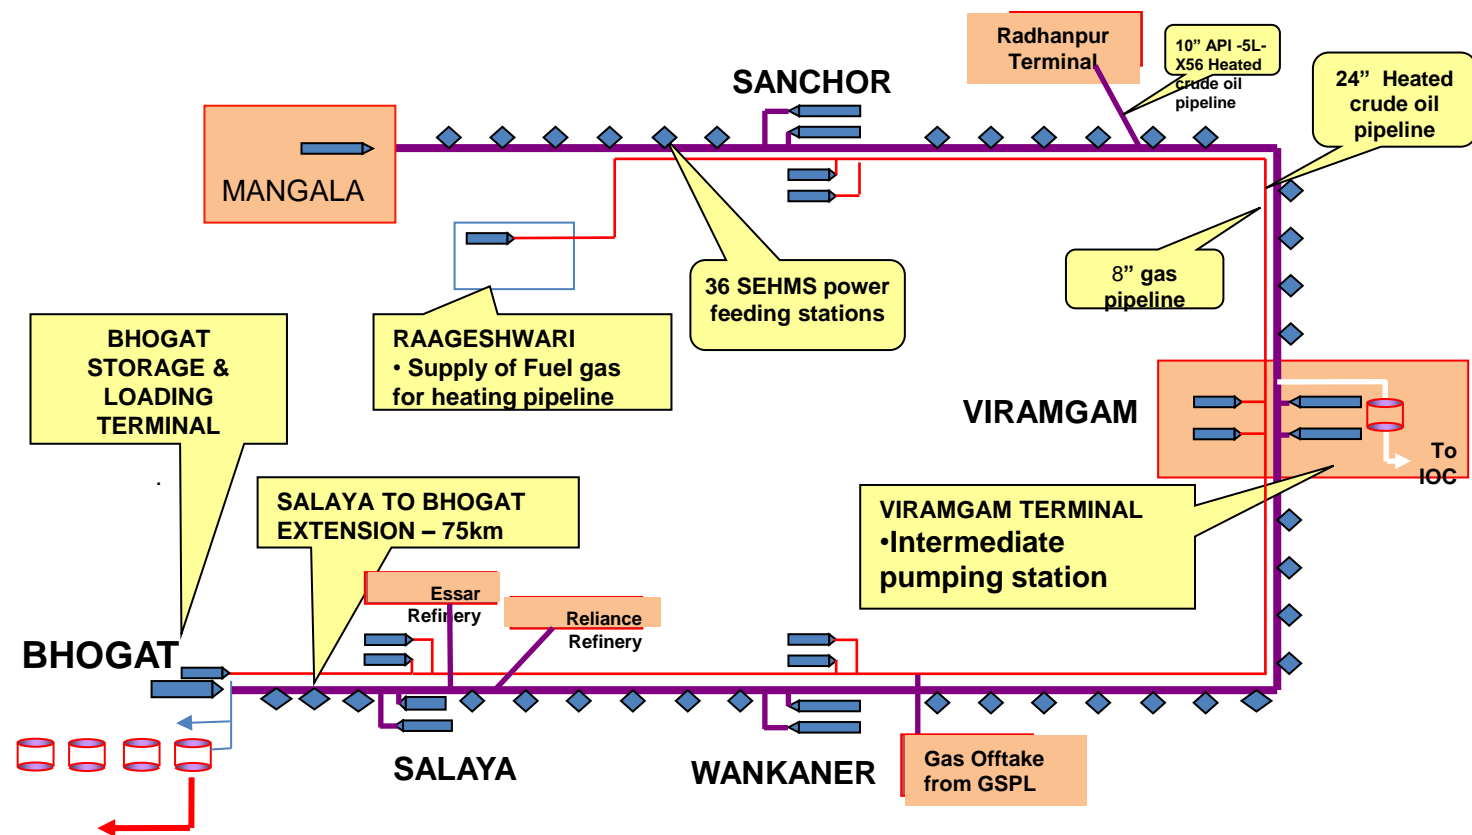 Radhanpur
Terminal
10” API -5L-
X56 Heated
crude oil
pipeline
24” Heated
crude oil
pipeline
SANCHOR
MANGALA
36 SEHMS power
feeding stations
8” gas
pipeline
BHOGAT
STORAGE &
LOADING
TERMINAL
RAAGESHWARI
• Supply of Fuel gas
for heating pipeline
VIRAMGAM
To
IOC
.
SALAYA TO BHOGAT
EXTENSION – 75km
VIRAMGAM TERMINAL
•Intermediate
pumping station
Essar
Refinery
Reliance
Refinery
BHOGAT
SALAYA
WANKANER
Gas Offtake
from GSPL